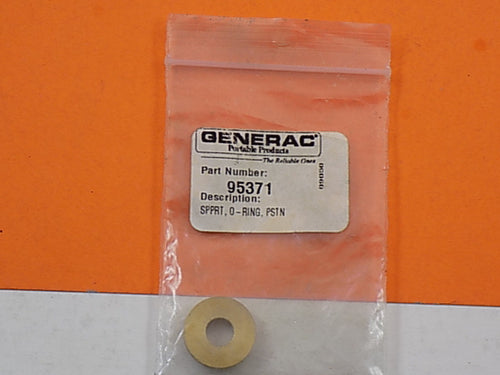 GENERAC
Portable Products
The Reliable Ones
Part Number:
95371
Description:
SPPRT, O-RING, PSTN